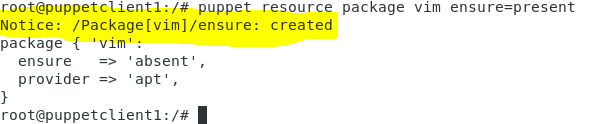 root@puppetclient1:/# puppet resource package vim ensure=present
Notice: /Package[vim]/ensure: created
package { 'vim':
  ensure   => 'absent',
  provider => 'apt',
}
root@puppetclient1:/#